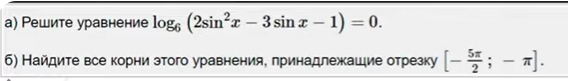 а) Решите уравнение log₆ (2sin²x − 3 sin x − 1) = 0.
б) Найдите все корни этого уравнения, принадлежащие отрезку [− 5π/2 ; − π].